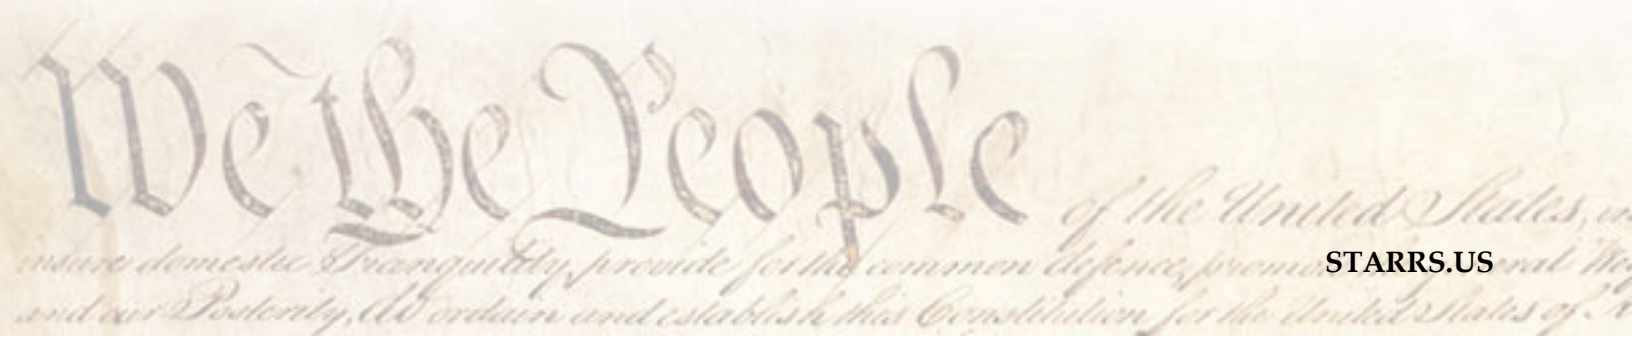 We the People of the United States, in
insure domestic Tranquility, provide for the common defence, promo
STARRS.US
and our Posterity, do ordain and establish this Constitution for the United States of A